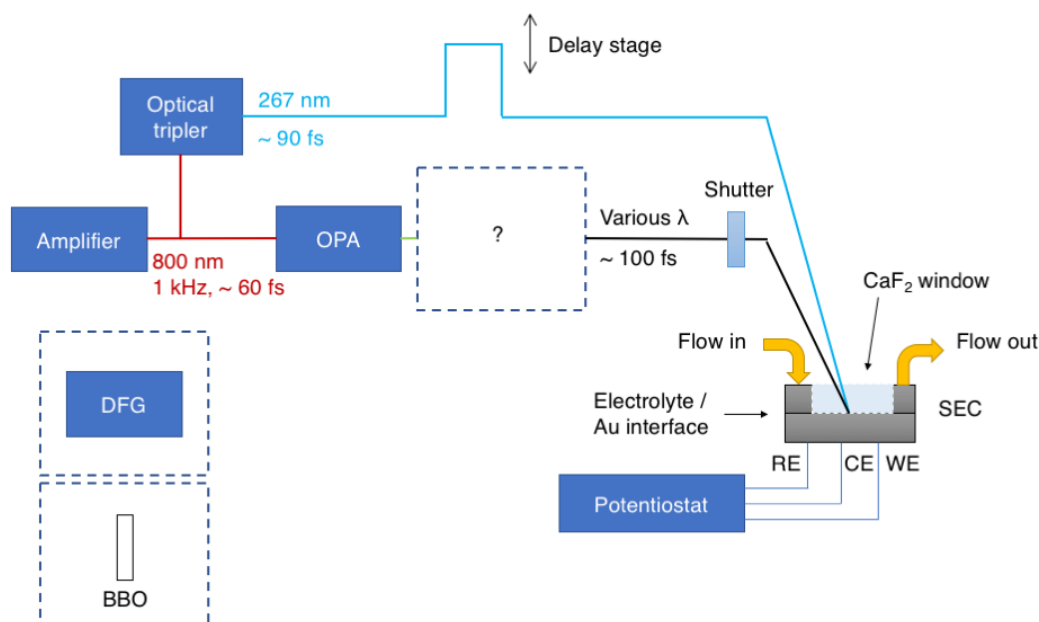 Delay stage
Optical
tripler
267 nm
~ 90 fs
Shutter
Amplifier
OPA
?
Various λ
~ 100 fs
800 nm
1 kHz, ~ 60 fs
CaF₂ window
Flow in
Flow out
DFG
Electrolyte /
Au interface
SEC
RE
CE
WE
Potentiostat
BBO